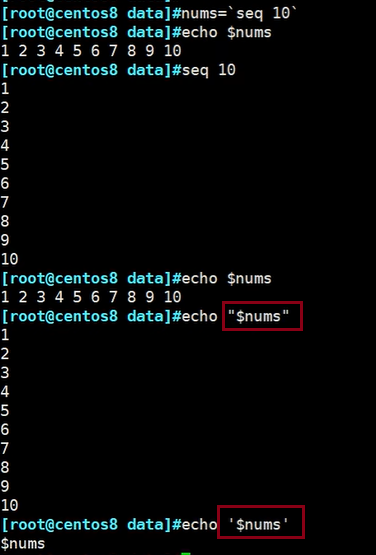 [root@centos8 data]#nums=`seq 10`
[root@centos8 data]#echo $nums
1 2 3 4 5 6 7 8 9 10
[root@centos8 data]#seq 10
1
2
3
4
5
6
7
8
9
10
[root@centos8 data]#echo $nums
1 2 3 4 5 6 7 8 9 10
[root@centos8 data]#echo "$nums"
1
2
3
4
5
6
7
8
9
10
[root@centos8 data]#echo '$nums'
$nums